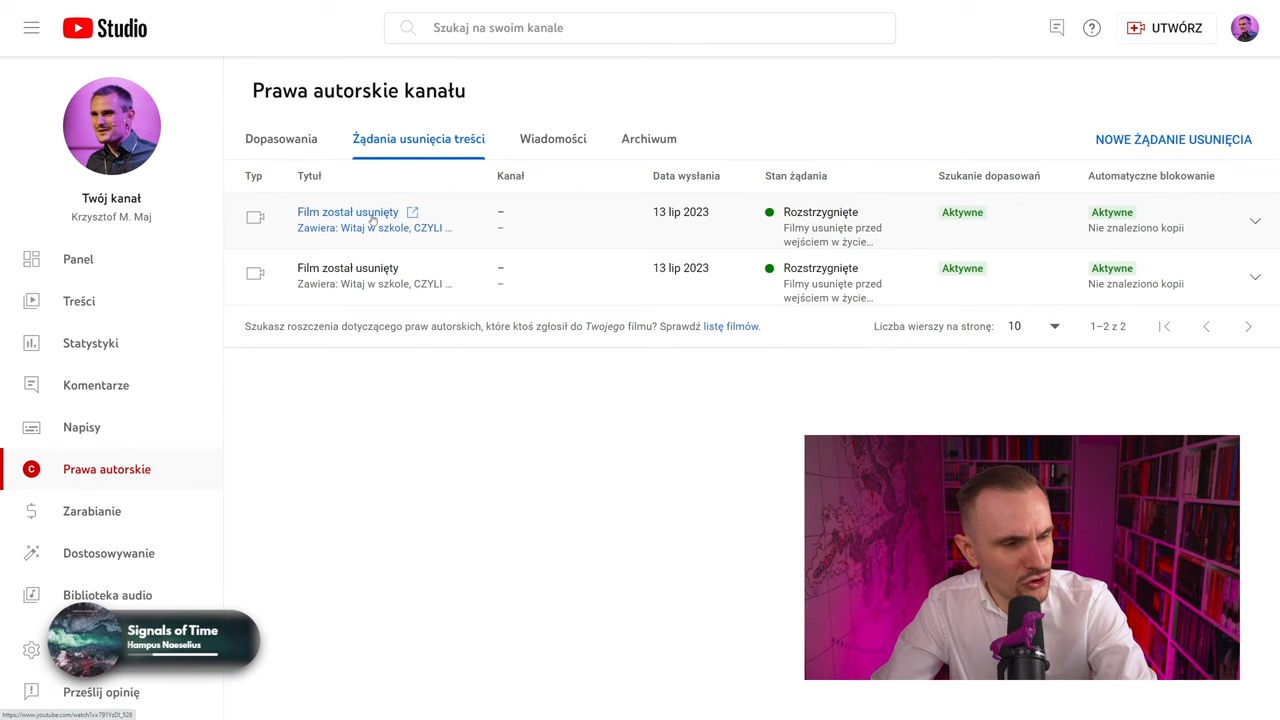 Studio
Szukaj na swoim kanale
UTWÓRZ
Prawa autorskie kanału
Dopasowania
Żądania usunięcia treści
Wiadomości
Archiwum
NOWE ŻĄDANIE USUNIĘCIA
Typ
Tytuł
Kanał
Data wysłania
Stan żądania
Szukanie dopasowań
Automatyczne blokowanie
Film został usunięty
Zawiera: Witaj w szkole, CZYLI ...
–
–
13 lip 2023
Rozstrzygnięte
Filmy usunięte przed
wejściem w życie...
Aktywne
Aktywne
Nie znaleziono kopii
Film został usunięty
Zawiera: Witaj w szkole, CZYLI ...
–
–
13 lip 2023
Rozstrzygnięte
Filmy usunięte przed
wejściem w życie...
Aktywne
Aktywne
Nie znaleziono kopii
Szukasz roszczenia dotyczącego praw autorskich, które ktoś zgłosił do Twojego filmu? Sprawdź listę filmów.
Liczba wierszy na stronę:
10
1–2 z 2
Twój kanał
Krzysztof M. Maj
Panel
Treści
Statystyki
Komentarze
Napisy
C
Prawa autorskie
Zarabianie
Dostosowywanie
Biblioteka audio
Signals of Time
Hampus Naeselius
Prześlij opinię